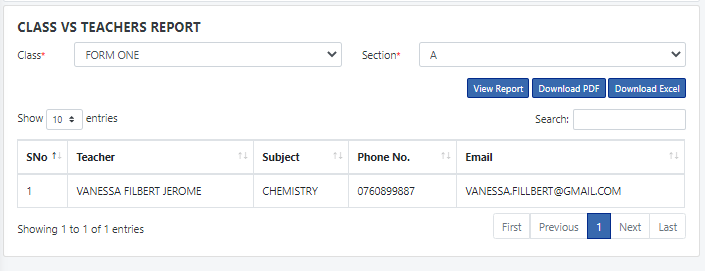 CLASS VS TEACHERS REPORT
Class* FORM ONE Section* A
View Report Download PDF Download Excel
Show 10 entries Search:
SNo Teacher Subject Phone No. Email
1 VANESSA FILBERT JEROME CHEMISTRY 0760899887 VANESSA.FILLBERT@GMAIL.COM
Showing 1 to 1 of 1 entries First Previous 1 Next Last